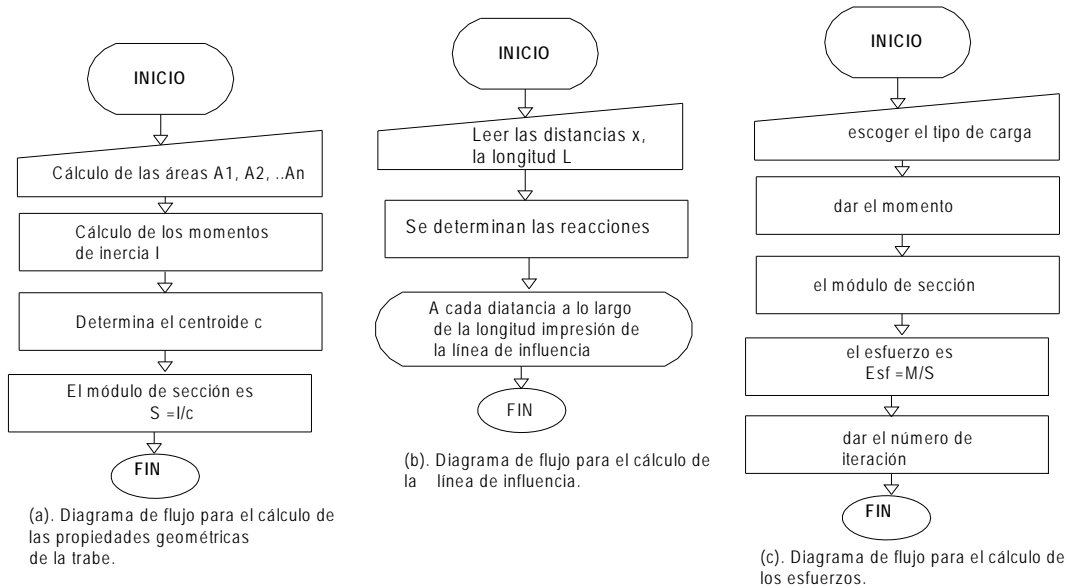 INICIO
Cálculo de las áreas A1, A2, ..An
Cálculo de los momentos
de inercia I
Determina el centroide c
El módulo de sección es
S =I/c
FIN
(a). Diagrama de flujo para el cálculo de
las propiedades geométricas
de la trabe.
INICIO
Leer las distancias x,
la longitud L
Se determinan las reacciones
A cada diatancia a lo largo
de la longitud impresión de
la línea de influencia
FIN
(b). Diagrama de flujo para el cálculo de
la línea de influencia.
INICIO
escoger el tipo de carga
dar el momento
el módulo de sección
el esfuerzo es
Esf =M/S
dar el número de
iteración
FIN
(c). Diagrama de flujo para el cálculo de
los esfuerzos.